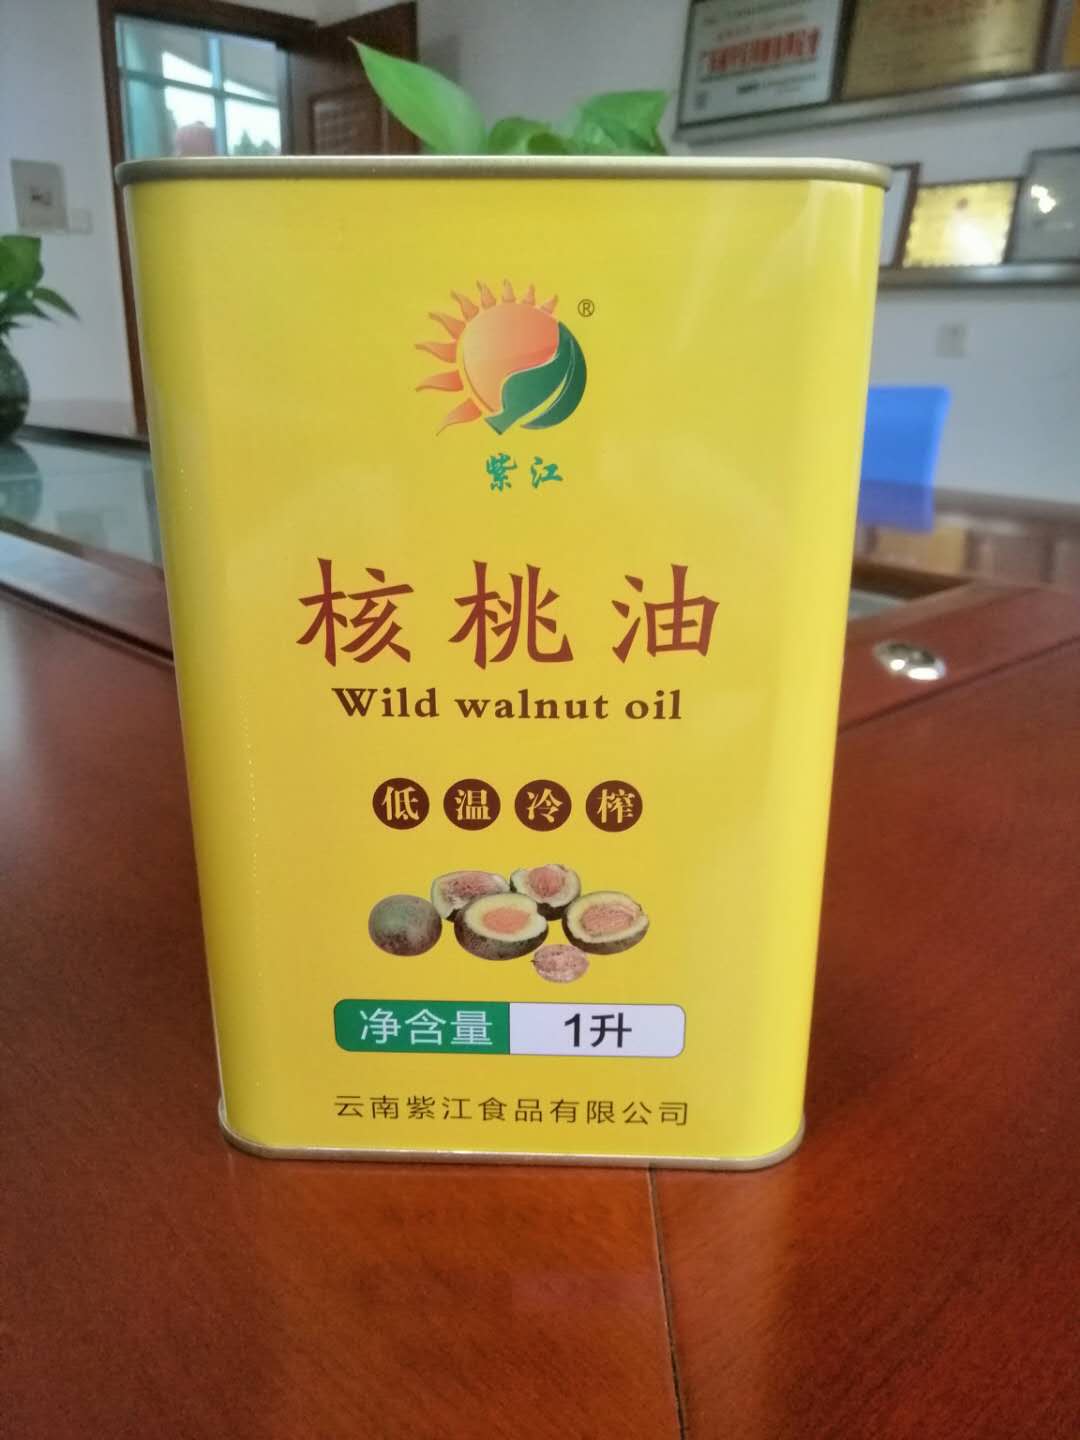 ®
紫江
核桃油
Wild walnut oil
低温冷榨
净含量 1升
云南紫江食品有限公司